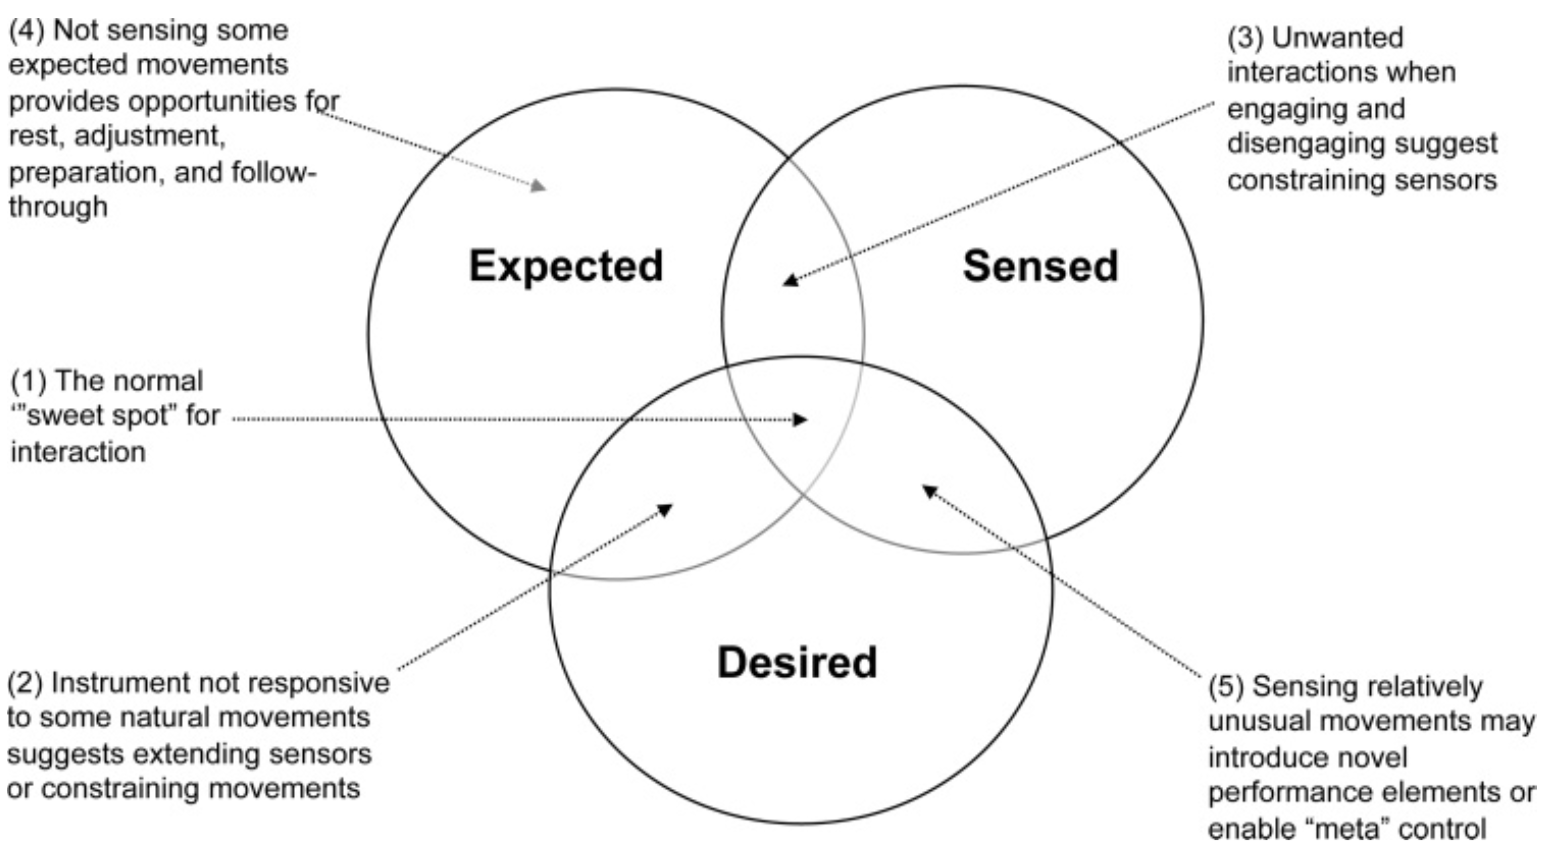 (4) Not sensing some
expected movements
provides opportunities for
rest, adjustment,
preparation, and follow-
through
(3) Unwanted
interactions when
engaging and
disengaging suggest
constraining sensors
Expected
Sensed
(1) The normal
‘”sweet spot” for
interaction
Desired
(2) Instrument not responsive
to some natural movements
suggests extending sensors
or constraining movements
(5) Sensing relatively
unusual movements may
introduce novel
performance elements or
enable “meta” control